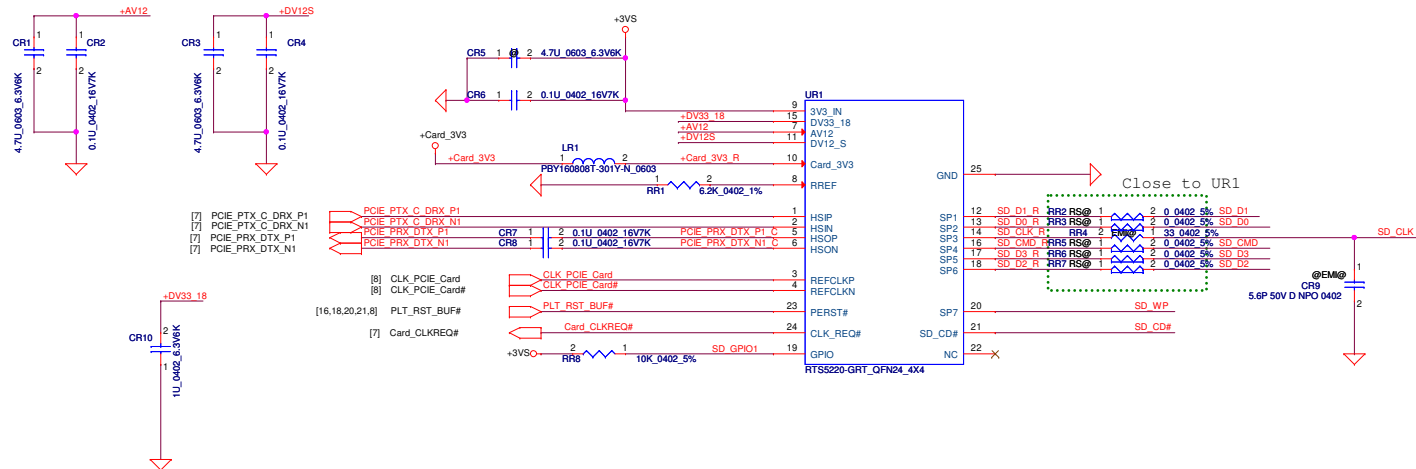 +AV12
+DV12S
CR1 1 2 4.7U_0603_6.3V6K
CR2 1 2 0.1U_0402_16V7K
CR3 1 2 4.7U_0603_6.3V6K
CR4 1 2 0.1U_0402_16V7K
+3VS
CR5 1 @ 2 4.7U_0603_6.3V6K
CR6 1 2 0.1U_0402_16V7K
UR1
9 3V3_IN
+DV33_18 15 DV33_18
+AV12 7 AV12
+DV12S 11 DV12_S
+Card_3V3
+Card_3V3 LR1 1 2 +Card_3V3_R 10 Card_3V3
PBY160808T-301Y-N_0603
1 2 8 RREF
RR1 6.2K_0402_1%
GND 25
Close to UR1
[7] PCIE_PTX_C_DRX_P1 PCIE_PTX_C_DRX_P1 1 HSIP
[7] PCIE_PTX_C_DRX_N1 PCIE_PTX_C_DRX_N1 2 HSIN
[7] PCIE_PRX_DTX_P1 PCIE_PRX_DTX_P1 CR7 1 2 0.1U_0402_16V7K PCIE_PRX_DTX_P1_C 5 HSOP
[7] PCIE_PRX_DTX_N1 PCIE_PRX_DTX_N1 CR8 1 2 0.1U_0402_16V7K PCIE_PRX_DTX_N1_C 6 HSON
SP1 12 SD_D1_R RR2 RS@ 1 2 0_0402_5% SD_D1
SP2 13 SD_D0_R RR3 RS@ 1 2 0_0402_5% SD_D0
SP3 14 SD_CLK_R RR4 2 EMI@ 1 33_0402_5% SD_CLK
SP4 16 SD_CMD_R RR5 RS@ 1 2 0_0402_5% SD_CMD
SP5 17 SD_D3_R RR6 RS@ 1 2 0_0402_5% SD_D3
SP6 18 SD_D2_R RR7 RS@ 1 2 0_0402_5% SD_D2
@EMI@
CR9
5.6P 50V D NPO 0402
1
2
[8] CLK_PCIE_Card CLK_PCIE_Card 3 REFCLKP
[8] CLK_PCIE_Card# CLK_PCIE_Card# 4 REFCLKN
[16,18,20,21,8] PLT_RST_BUF# PLT_RST_BUF# 23 PERST#
SP7 20 SD_WP
[7] Card_CLKREQ# Card_CLKREQ# 24 CLK_REQ#
SD_CD# 21 SD_CD#
+3VS 2 1 SD_GPIO1 19 GPIO
RR8 10K_0402_5%
NC 22
RTS5220-GRT_QFN24_4X4
+DV33_18
CR10 2 1 1U_0402_6.3V6K